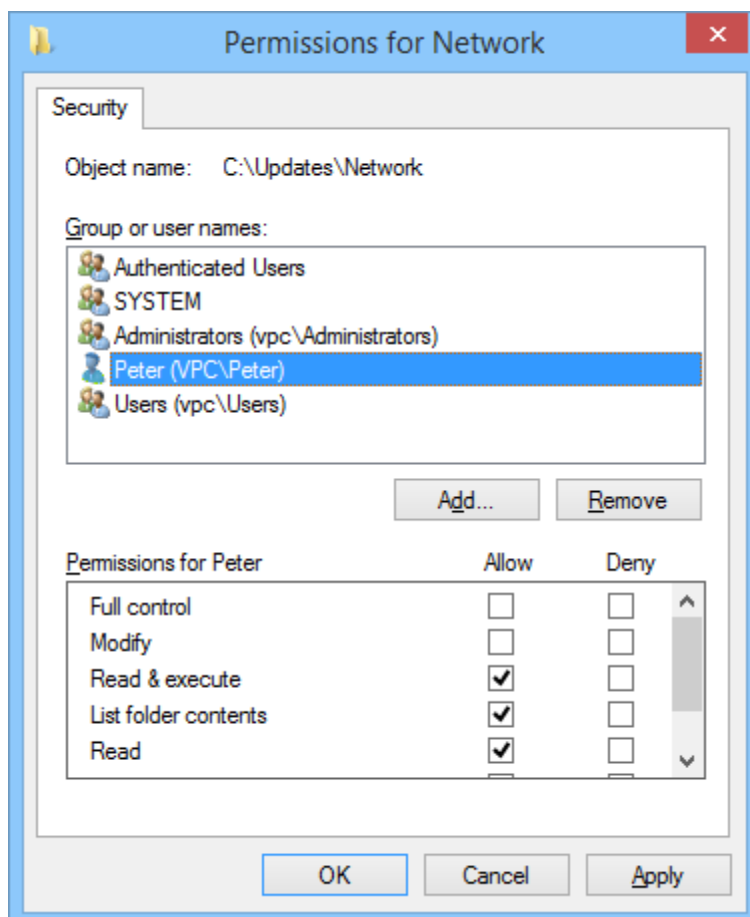 Permissions for Network
Security
Object name: C:\Updates\Network
Group or user names:
Authenticated Users
SYSTEM
Administrators (vpc\Administrators)
Peter (VPC\Peter)
Users (vpc\Users)
Add... Remove
Permissions for Peter Allow Deny
Full control
Modify
Read & execute
List folder contents
Read
OK Cancel Apply